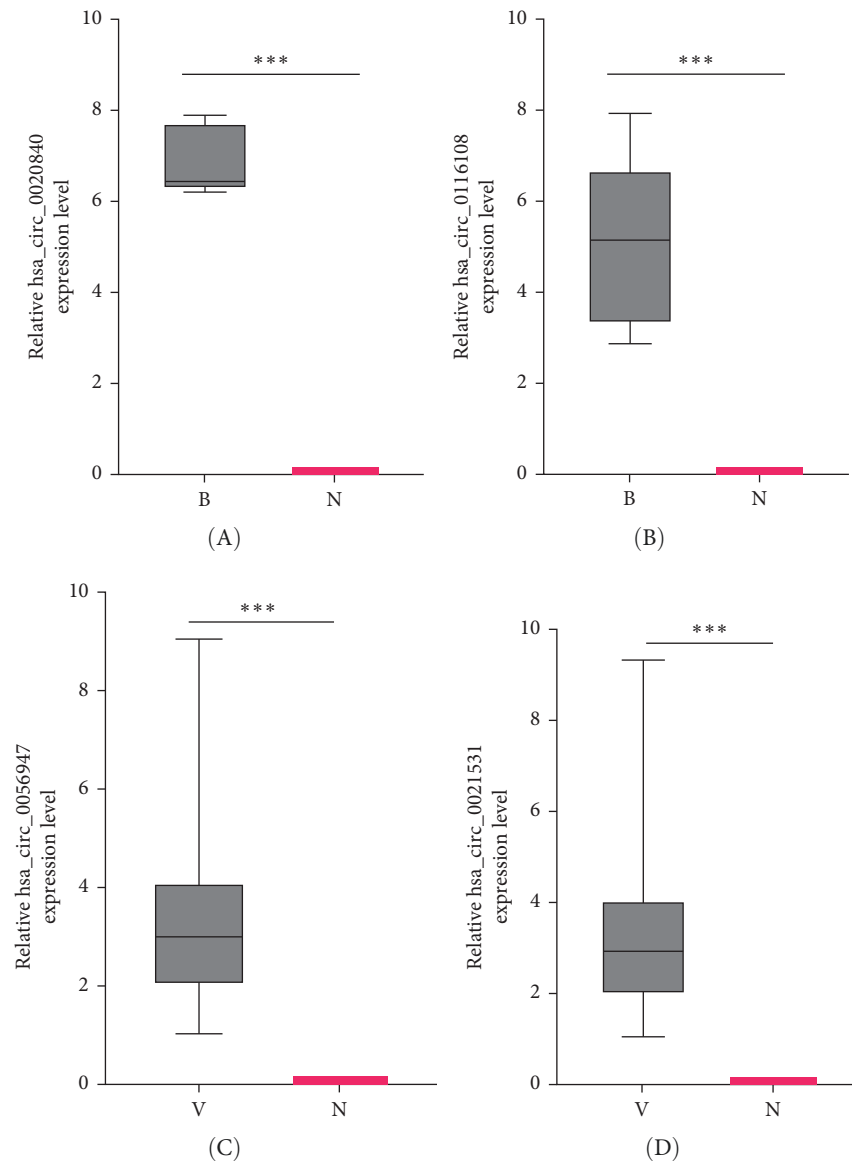 10
8
6
4
2
0
Relative hsa_circ_0020840
expression level
***
B N
(A)
10
8
6
4
2
0
Relative hsa_circ_0116108
expression level
***
B N
(B)
10
8
6
4
2
0
Relative hsa_circ_0056947
expression level
***
V N
(C)
10
8
6
4
2
0
Relative hsa_circ_0021531
expression level
***
V N
(D)